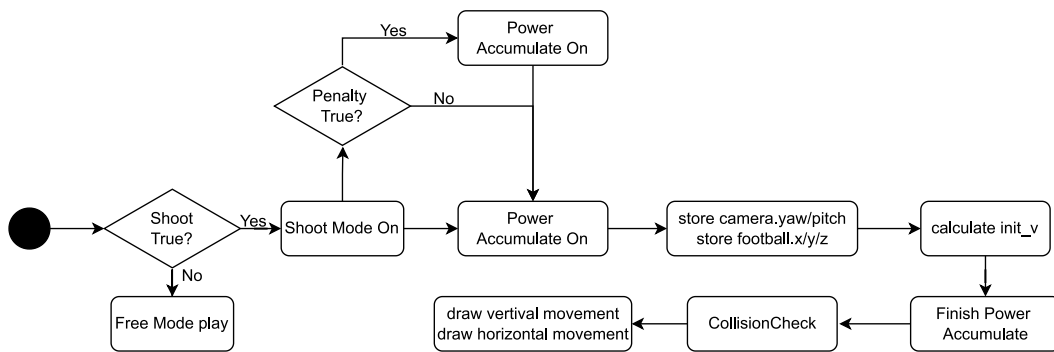 Yes
Power
Accumulate On
Penalty
True?
No
Shoot
True?
Yes
Shoot Mode On
Power
Accumulate On
store camera.yaw/pitch
store football.x/y/z
calculate init_v
No
Free Mode play
draw vertival movement
draw horizontal movement
CollisionCheck
Finish Power
Accumulate